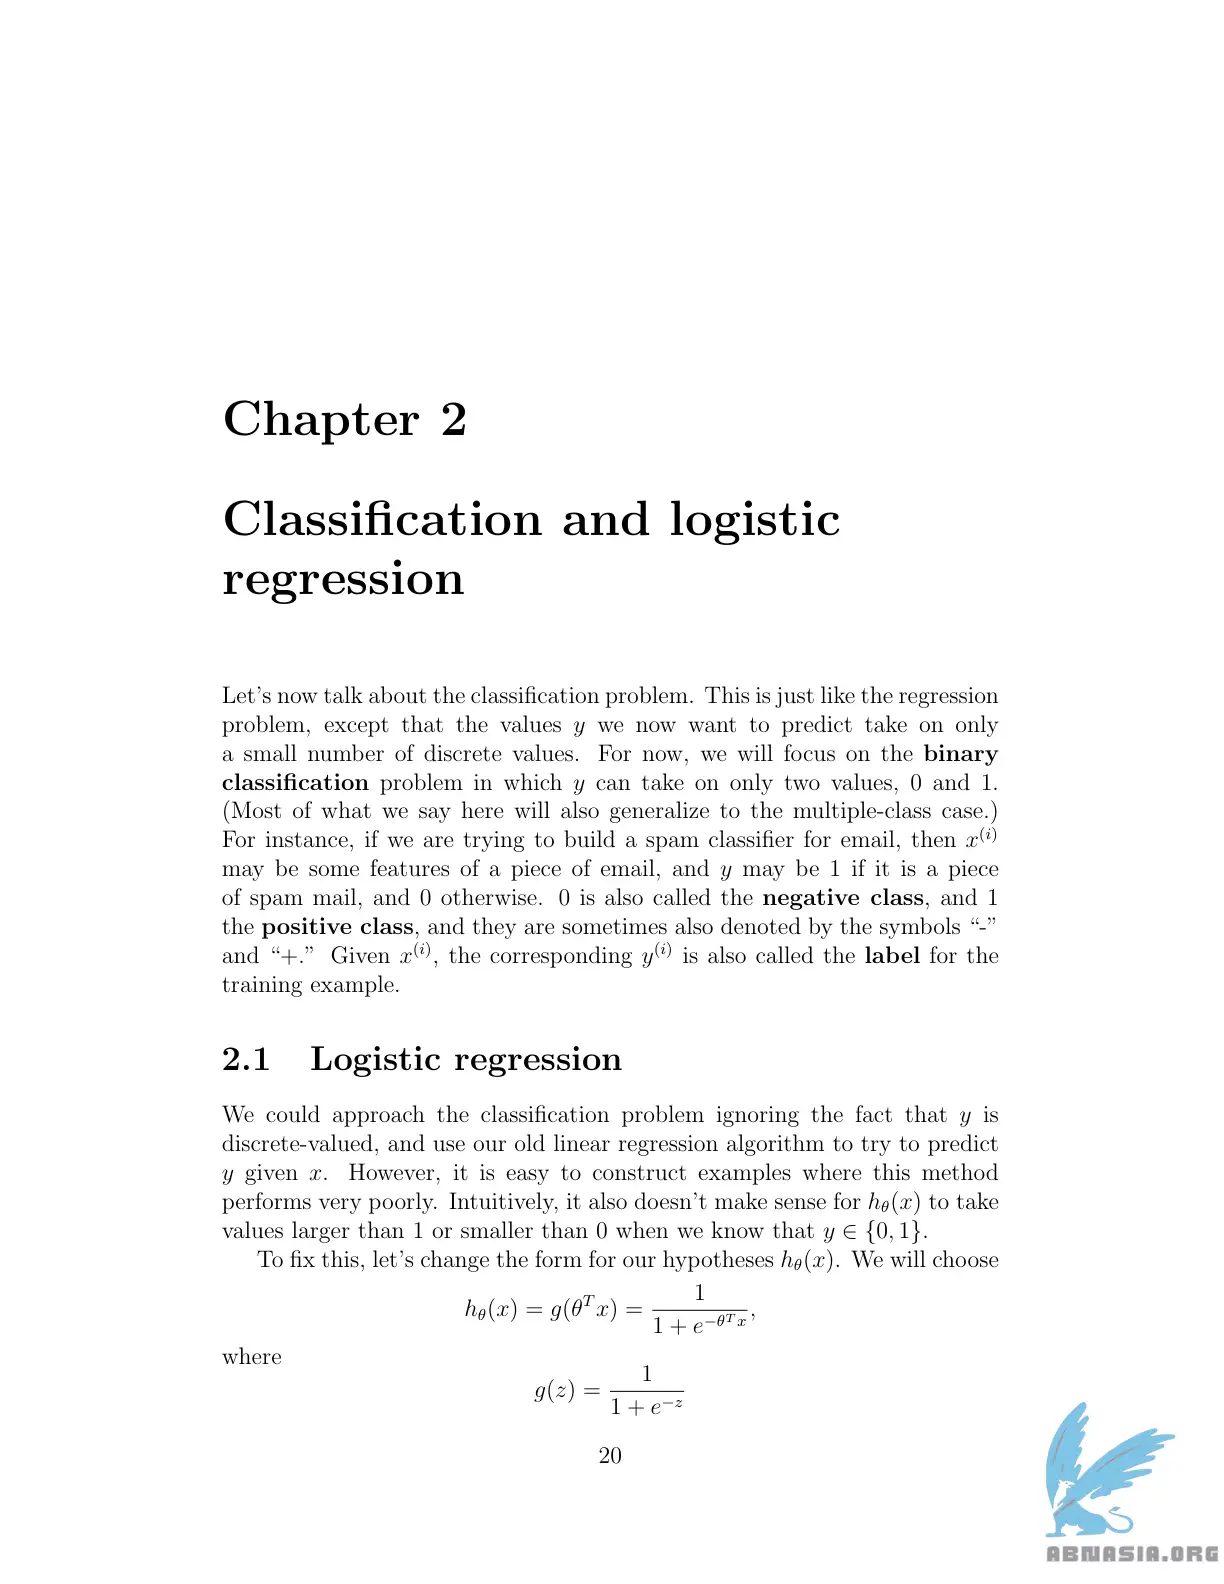 Chapter 2
Classification and logistic
regression
Let's now talk about the classification problem. This is just like the regression
problem, except that the values y we now want to predict take on only
a small number of discrete values. For now, we will focus on the binary
classification problem in which y can take on only two values, 0 and 1.
(Most of what we say here will also generalize to the multiple-class case.)
For instance, if we are trying to build a spam classifier for email, then x^(i)
may be some features of a piece of email, and y may be 1 if it is a piece
of spam mail, and 0 otherwise. 0 is also called the negative class, and 1
the positive class, and they are sometimes also denoted by the symbols “-”
and “+.” Given x^(i), the corresponding y^(i) is also called the label for the
training example.
2.1 Logistic regression
We could approach the classification problem ignoring the fact that y is
discrete-valued, and use our old linear regression algorithm to try to predict
y given x. However, it is easy to construct examples where this method
performs very poorly. Intuitively, it also doesn't make sense for h_θ(x) to take
values larger than 1 or smaller than 0 when we know that y ∈ {0, 1}.
To fix this, let's change the form for our hypotheses h_θ(x). We will choose
h_θ(x) = g(θ^T x) = 1 / (1 + e^(−θ^T x)),
where
g(z) = 1 / (1 + e^(−z))
20
ABNASIA.ORG